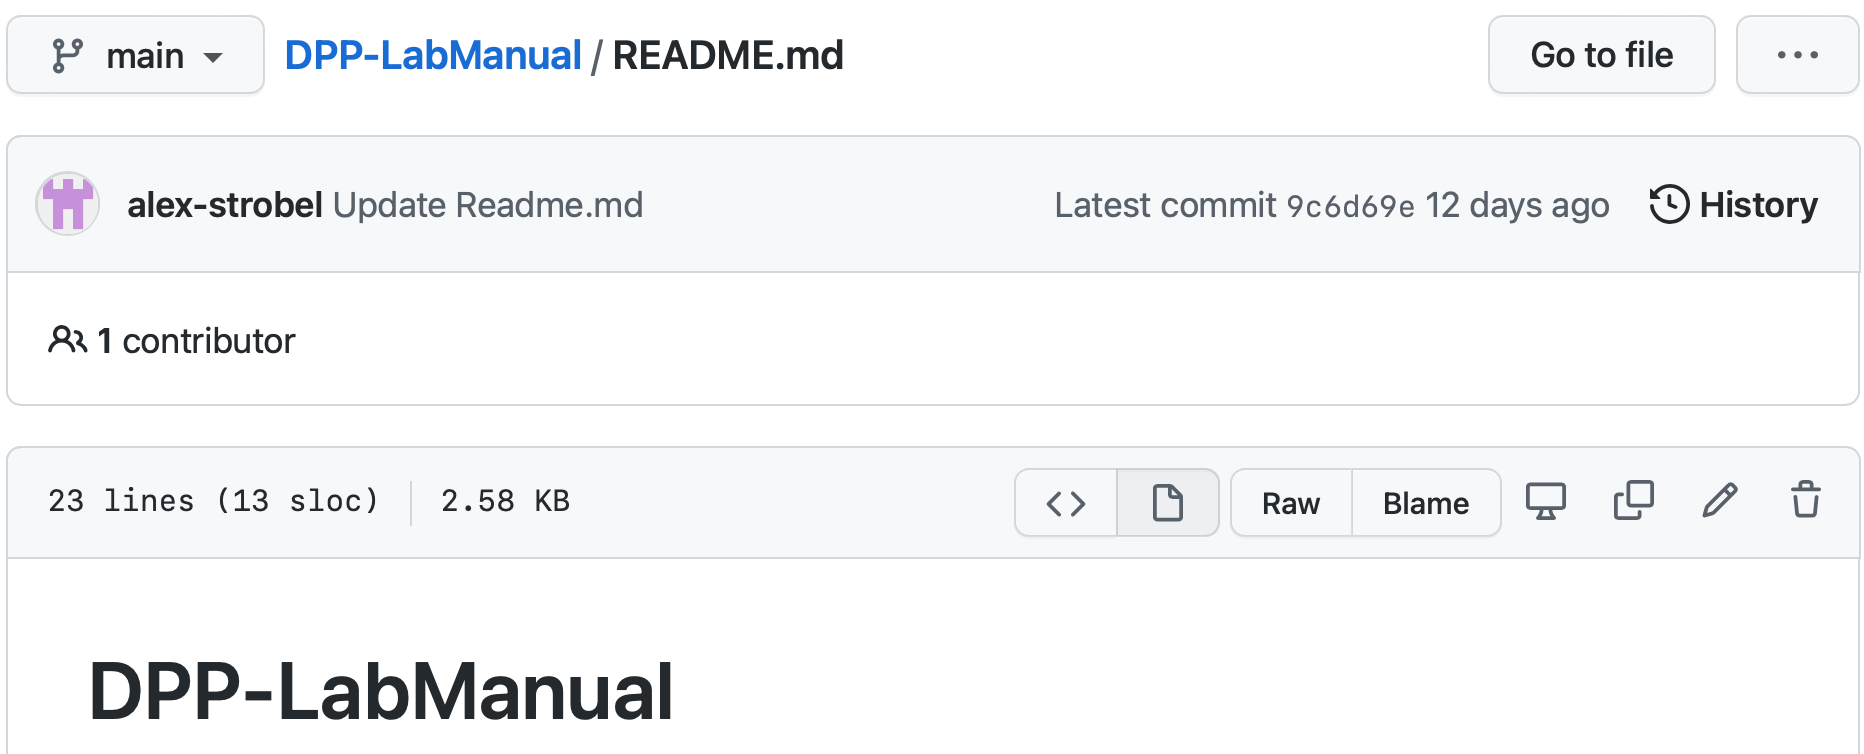 main DPP-LabManual / README.md Go to file ...
alex-strobel Update Readme.md Latest commit 9c6d69e 12 days ago History
1 contributor
23 lines (13 sloc) 2.58 KB <> Raw Blame
DPP-LabManual